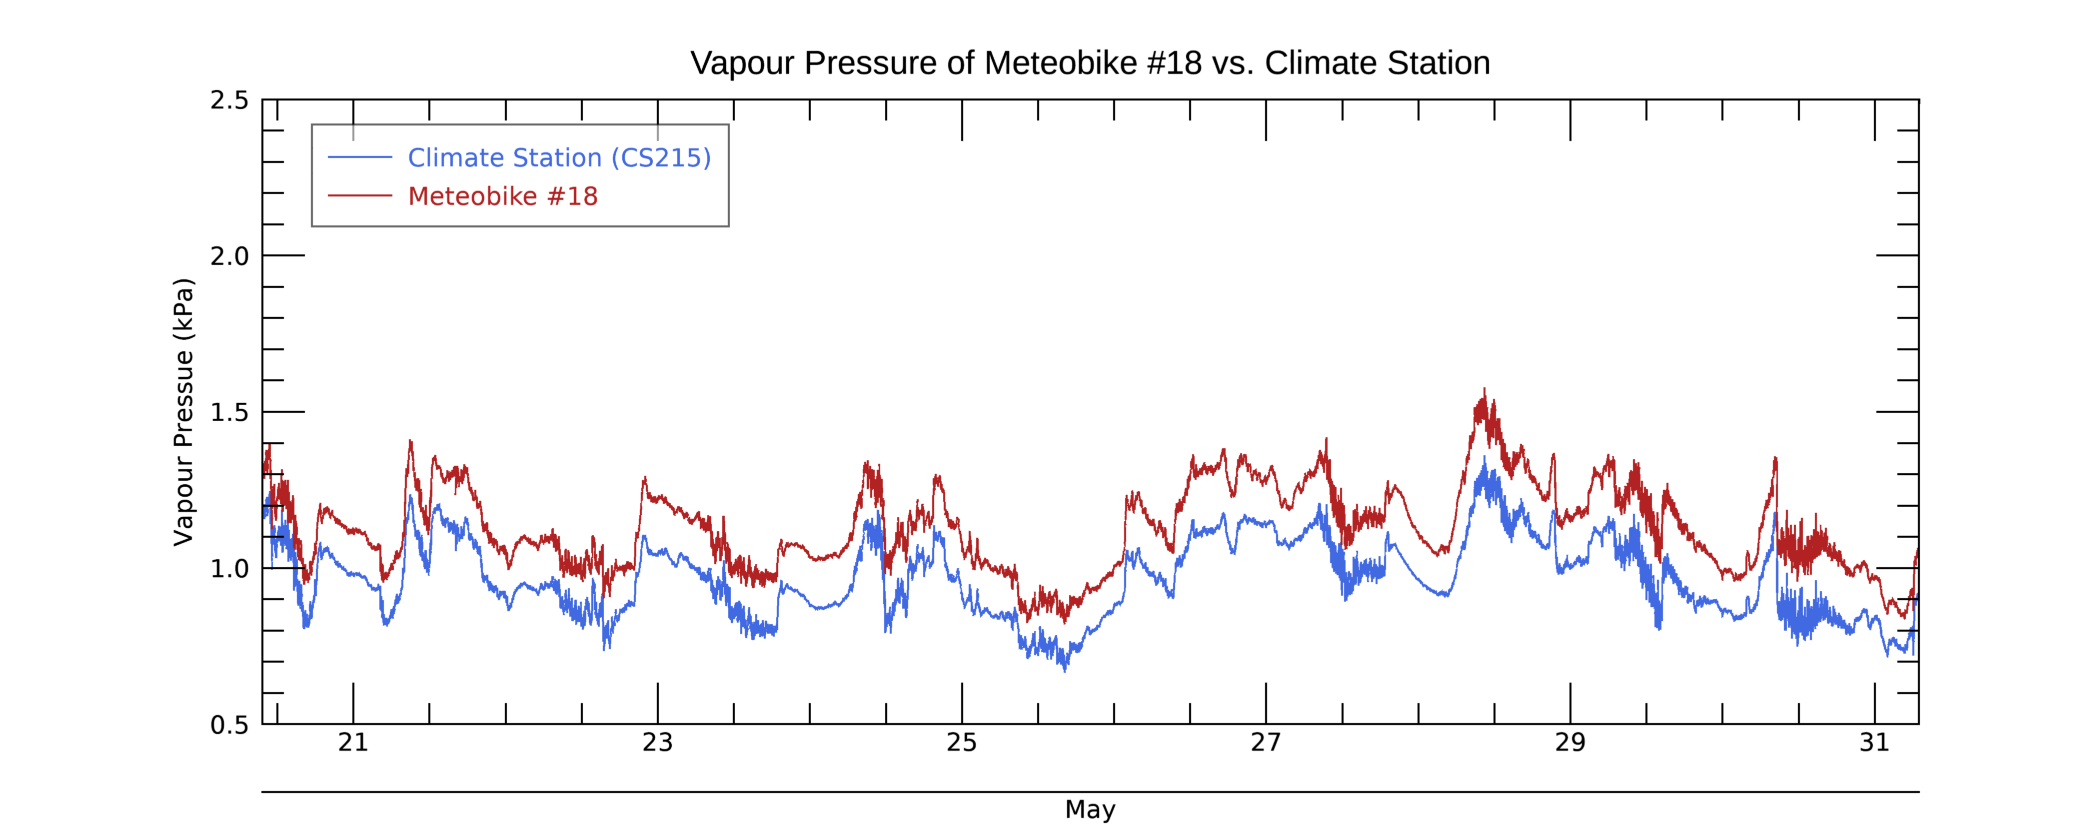 Vapour Pressure of Meteobike #18 vs. Climate Station
2.5
2.0
1.5
1.0
0.5
Vapour Pressue (kPa)
Climate Station (CS215)
Meteobike #18
21 23 25 27 29 31
May